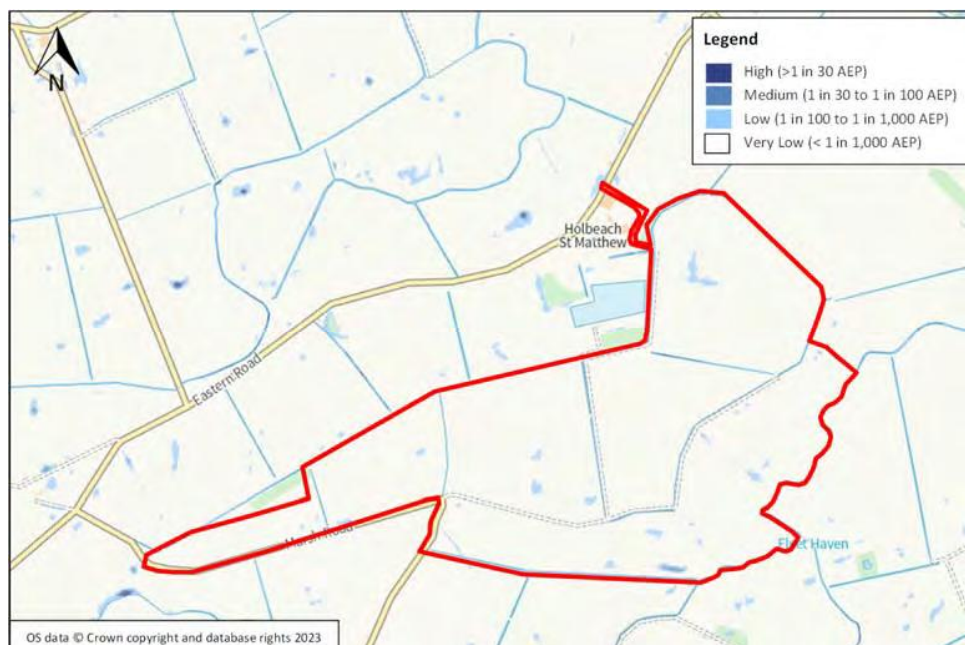 N
Legend
High (>1 in 30 AEP)
Medium (1 in 30 to 1 in 100 AEP)
Low (1 in 100 to 1 in 1,000 AEP)
Very Low (< 1 in 1,000 AEP)
Holbeach
St Matthew
Eastern Road
Marsh Road
Fleet Haven
OS data © Crown copyright and database rights 2023